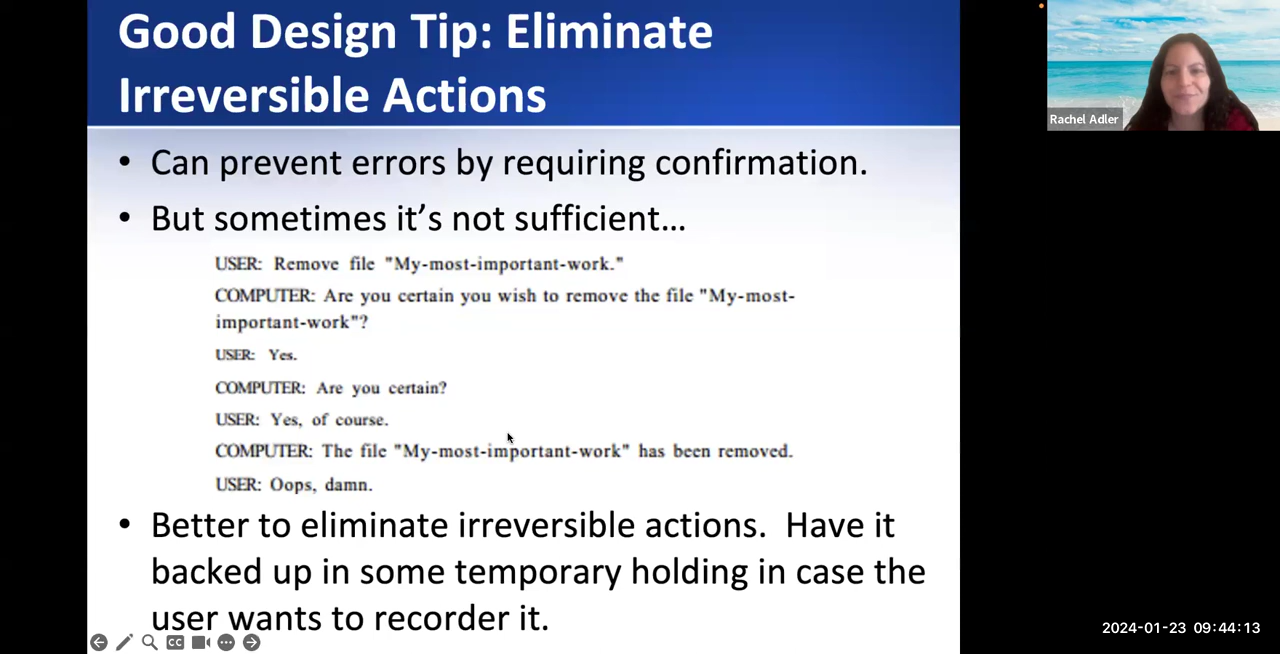 Good Design Tip: Eliminate
Irreversible Actions
• Can prevent errors by requiring confirmation.
• But sometimes it's not sufficient…
USER: Remove file "My-most-important-work."
COMPUTER: Are you certain you wish to remove the file "My-most-
important-work"?
USER: Yes.
COMPUTER: Are you certain?
USER: Yes, of course.
COMPUTER: The file "My-most-important-work" has been removed.
USER: Oops, damn.
• Better to eliminate irreversible actions. Have it
backed up in some temporary holding in case the
user wants to recorder it.
CC
Rachel Adler
2024-01-23 09:44:13